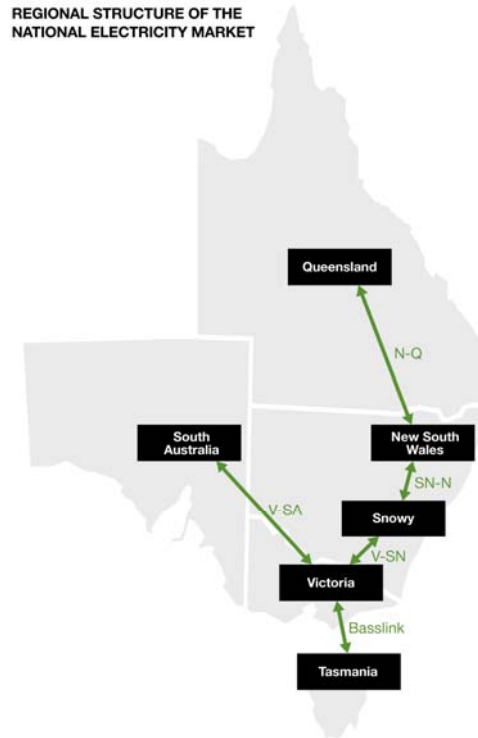 REGIONAL STRUCTURE OF THE
NATIONAL ELECTRICITY MARKET
Queensland
N-Q
South
Australia
New South
Wales
SN-N
V-SA
Snowy
V-SN
Victoria
Basslink
Tasmania